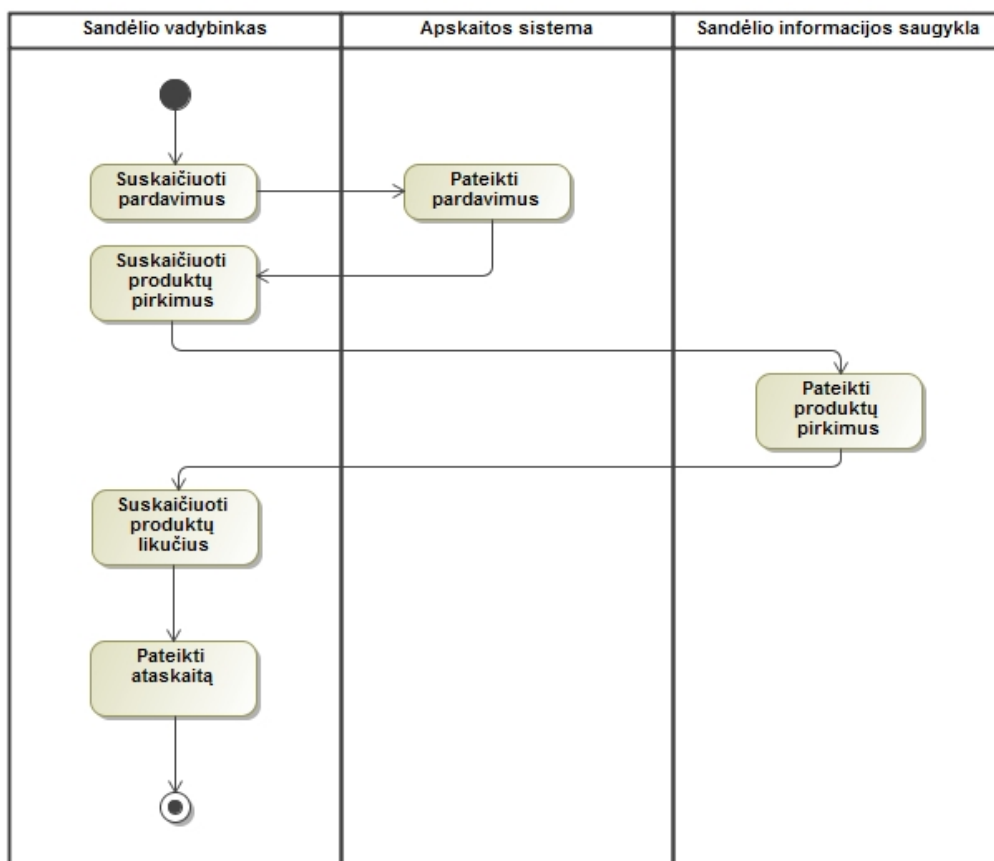 Sandėlio vadybinkas
Apskaitos sistema
Sandėlio informacijos saugykla
Suskaičiuoti
pardavimus
Pateikti
pardavimus
Suskaičiuoti
produktų
pirkimus
Pateikti
produktų
pirkimus
Suskaičiuoti
produktų
likučius
Pateikti
ataskaitą